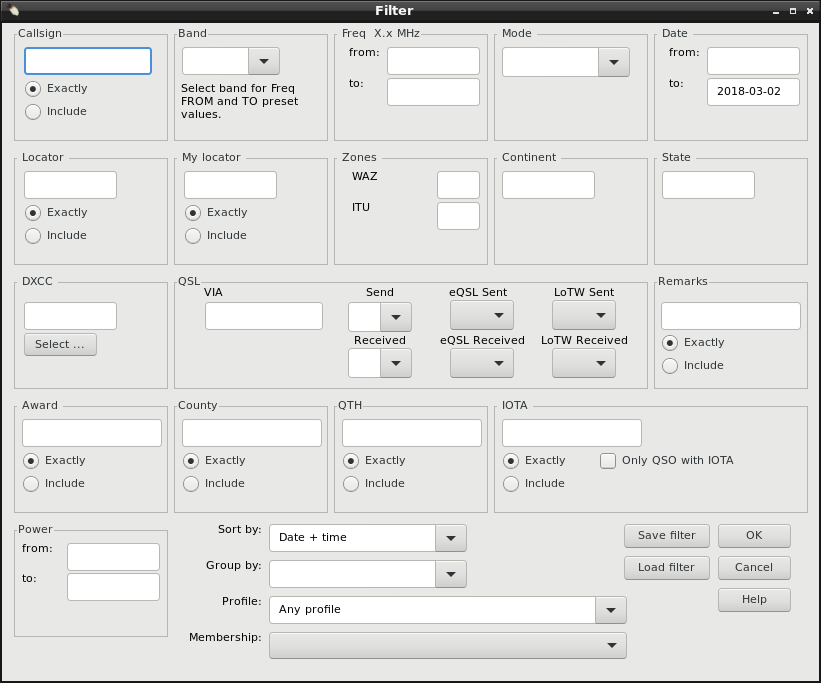 Filter
Callsign
Exactly
Include
Band
Select band for Freq
FROM and TO preset
values.
Freq X.x MHz
from:
to:
Mode
Date
from:
to:
2018-03-02
Locator
Exactly
Include
My locator
Exactly
Include
Zones
WAZ
ITU
Continent
State
DXCC
Select ...
QSL
VIA
Send
eQSL Sent
LoTW Sent
Received
eQSL Received
LoTW Received
Remarks
Exactly
Include
Award
Exactly
Include
County
Exactly
Include
QTH
Exactly
Include
IOTA
Exactly
Only QSO with IOTA
Include
Power
from:
to:
Sort by:
Date + time
Group by:
Profile:
Any profile
Membership:
Save filter
OK
Load filter
Cancel
Help